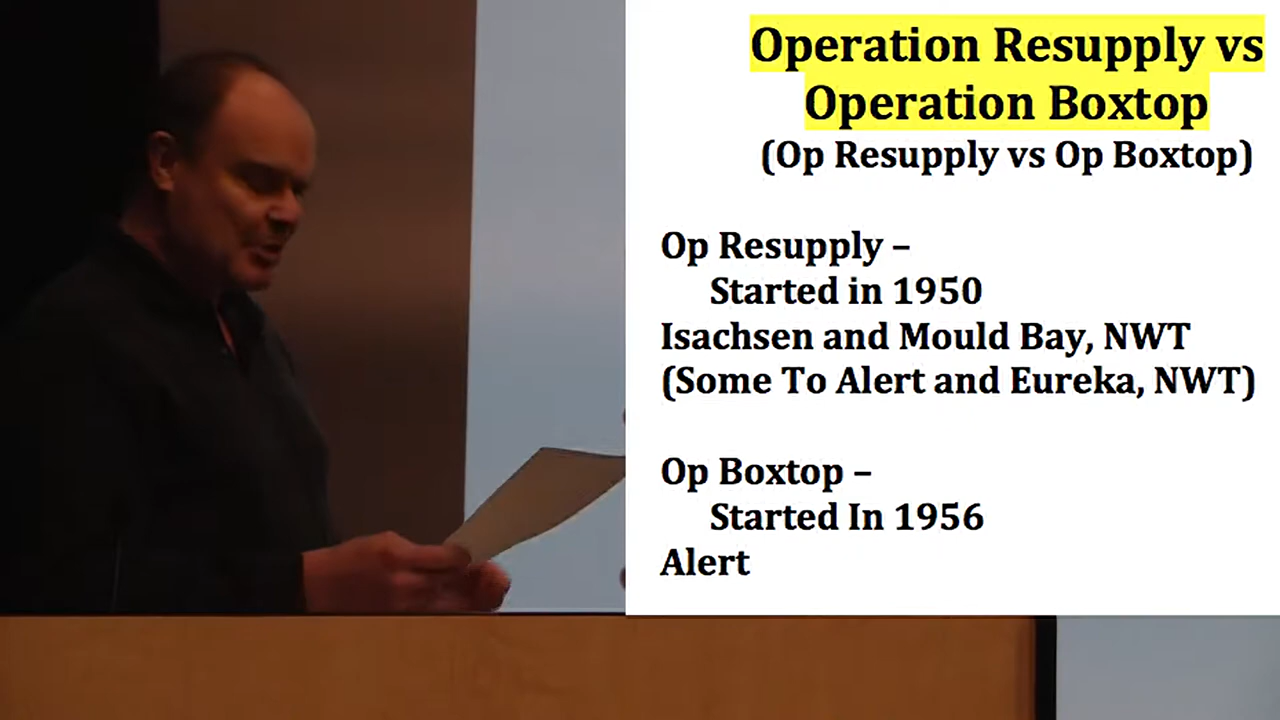 Operation Resupply vs
Operation Boxtop
(Op Resupply vs Op Boxtop)
Op Resupply –
Started in 1950
Isachsen and Mould Bay, NWT
(Some To Alert and Eureka, NWT)
Op Boxtop –
Started In 1956
Alert